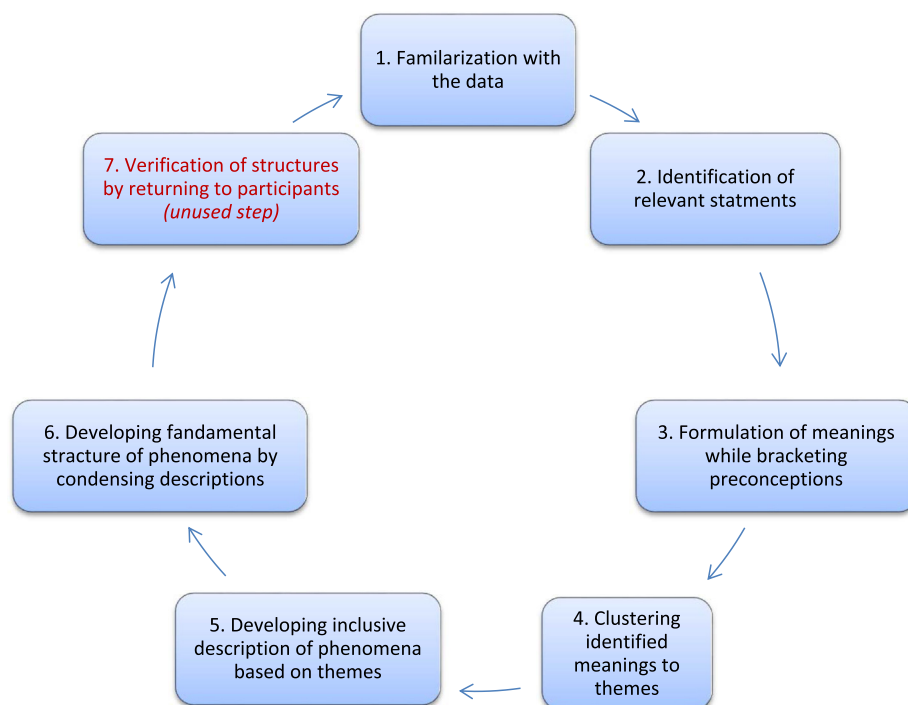 1. Familarization with
the data
2. Identification of
relevant statments
3. Formulation of meanings
while bracketing
preconceptions
4. Clustering
identified
meanings to
themes
5. Developing inclusive
description of phenomena
based on themes
6. Developing fandamental
stracture of phenomena by
condensing descriptions
7. Verification of structures
by returning to participants
(unused step)